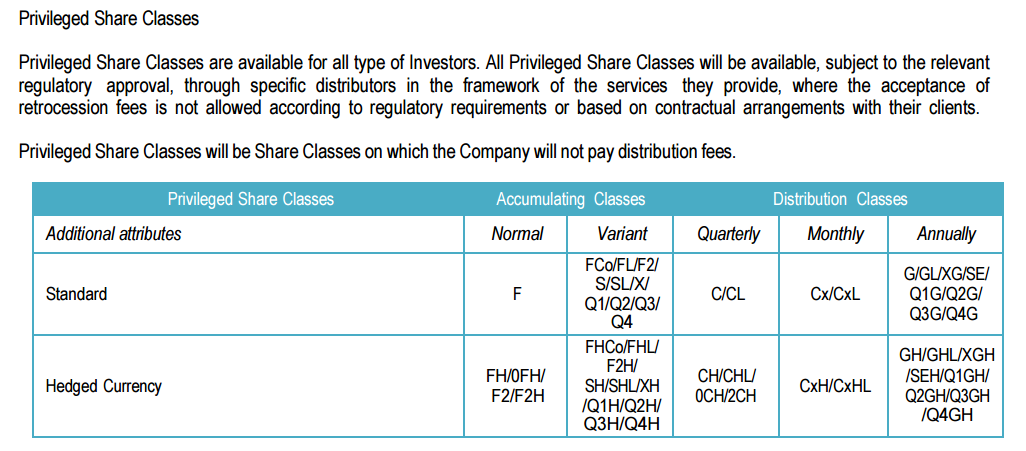 Privileged Share Classes
Privileged Share Classes are available for all type of Investors. All Privileged Share Classes will be available, subject to the relevant
regulatory approval, through specific distributors in the framework of the services they provide, where the acceptance of
retrocession fees is not allowed according to regulatory requirements or based on contractual arrangements with their clients.
Privileged Share Classes will be Share Classes on which the Company will not pay distribution fees.
Privileged Share Classes Accumulating Classes Distribution Classes
Additional attributes Normal Variant Quarterly Monthly Annually
Standard
F
FCo/FL/F2/
S/SL/X/
Q1/Q2/Q3/
Q4
C/CL
Cx/CxL
G/GL/XG/SE/
Q1G/Q2G/
Q3G/Q4G
Hedged Currency
FH/0FH/
F2/F2H
FHCo/FHL/
F2H/
SH/SHL/XH
/Q1H/Q2H/
Q3H/Q4H
CH/CHL/
0CH/2CH
CxH/CxHL
GH/GHL/XGH
/SEH/Q1GH/
Q2GH/Q3GH
/Q4GH